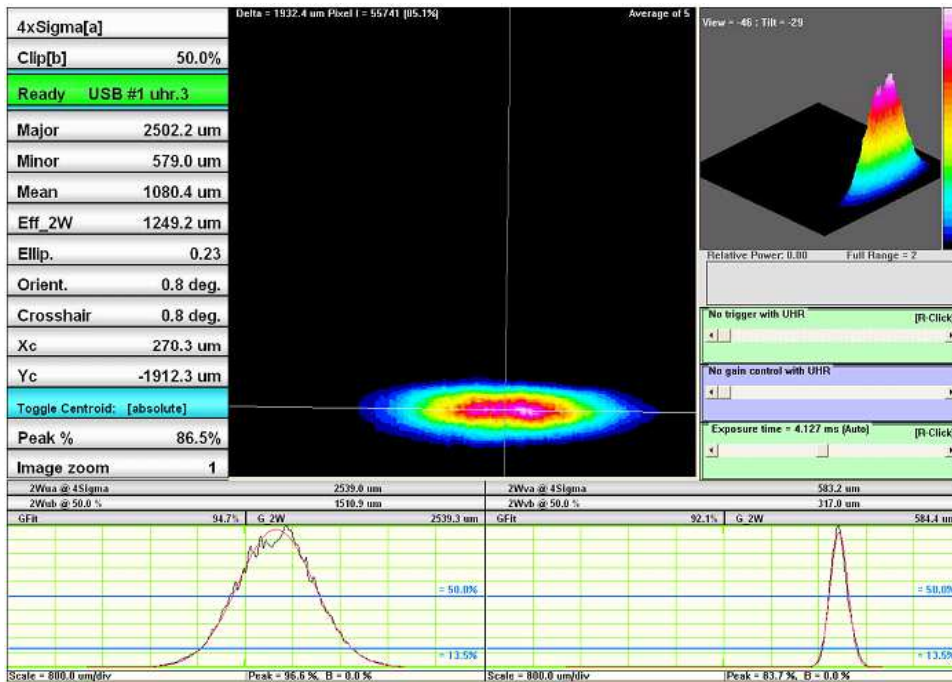 4xSigma[a]
Clip[b] 50.0%
Ready USB #1 uhr.3
Major 2502.2 um
Minor 579.0 um
Mean 1080.4 um
Eff_2W 1249.2 um
Ellip. 0.23
Orient. 0.8 deg.
Crosshair 0.8 deg.
Xc 270.3 um
Yc -1912.3 um
Toggle Centroid: [absolute]
Peak % 86.5%
Image zoom 1
Delta = 1932.4 um Pixel I = 55741 (85.1%) Average of 5
View = -46 : Tilt = -29
Relative Power: 0.00 Full Range = 2
No trigger with UHR [R-Click
No gain control with UHR
Exposure time = 4.127 ms (Auto) [R-Click
2Wua @ 4Sigma 2539.0 um
2Wub @ 50.0 % 1510.9 um
GFit 94.7% G_2W 2539.3 um
= 50.0%
= 13.5%
Scale = 800.0 um/div Peak = 96.6 %, B = 0.0 %
2Wva @ 4Sigma 583.2 um
2Wvb @ 50.0 % 317.0 um
GFit 92.1% G_2W 584.4 um
= 50.0%
= 13.5%
Scale = 800.0 um/div Peak = 83.7 %, B = 0.0 %